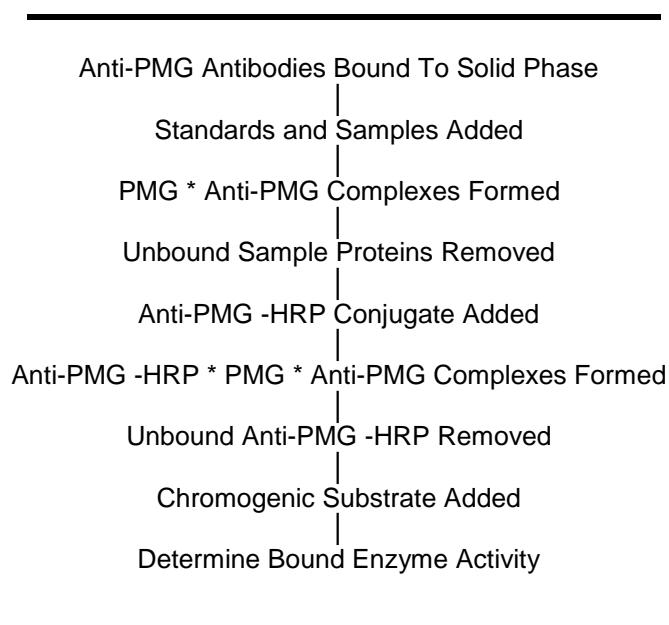 Anti-PMG Antibodies Bound To Solid Phase
Standards and Samples Added
PMG * Anti-PMG Complexes Formed
Unbound Sample Proteins Removed
Anti-PMG -HRP Conjugate Added
Anti-PMG -HRP * PMG * Anti-PMG Complexes Formed
Unbound Anti-PMG -HRP Removed
Chromogenic Substrate Added
Determine Bound Enzyme Activity